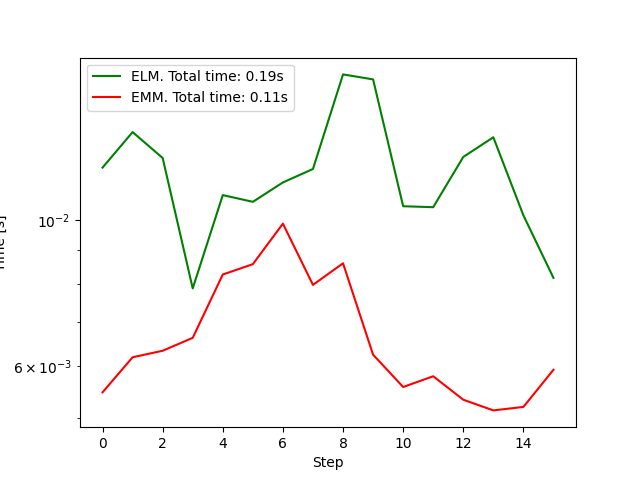 ELM. Total time: 0.19s
EMM. Total time: 0.11s
Time [s]
10⁻²
6 × 10⁻³
0 2 4 6 8 10 12 14
Step